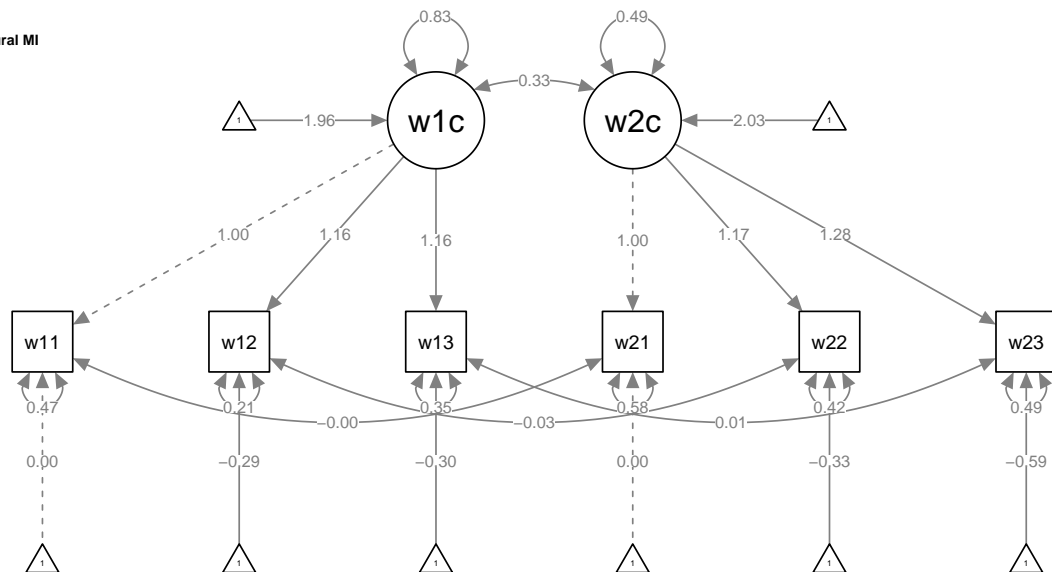 0.83 0.49
ral MI
0.33
1 1.96 w1c w2c 2.03 1
1.00 1.16 1.16 1.00 1.17 1.28
w11 w12 w13 w21 w22 w23
0.47 0.21 0.35 0.58 0.42 0.49
−0.00 −0.03 0.01
0.00 −0.29 −0.30 0.00 −0.33 −0.59
1 1 1 1 1 1